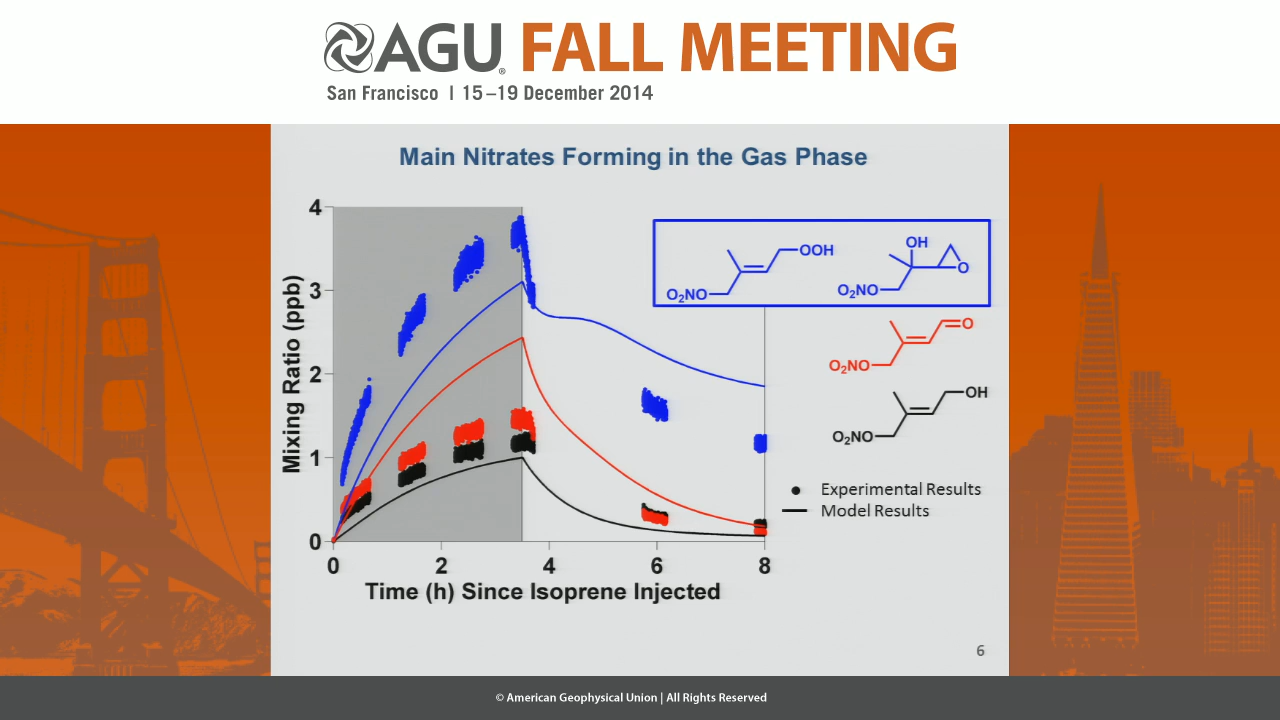 AGU® FALL MEETING
San Francisco | 15–19 December 2014
Main Nitrates Forming in the Gas Phase
Mixing Ratio (ppb)
4
3
2
1
0
0 2 4 6 8
Time (h) Since Isoprene Injected
OOH
O₂NO
OH
O
O₂NO
O
O₂NO
OH
O₂NO
Experimental Results
Model Results
6
© American Geophysical Union | All Rights Reserved